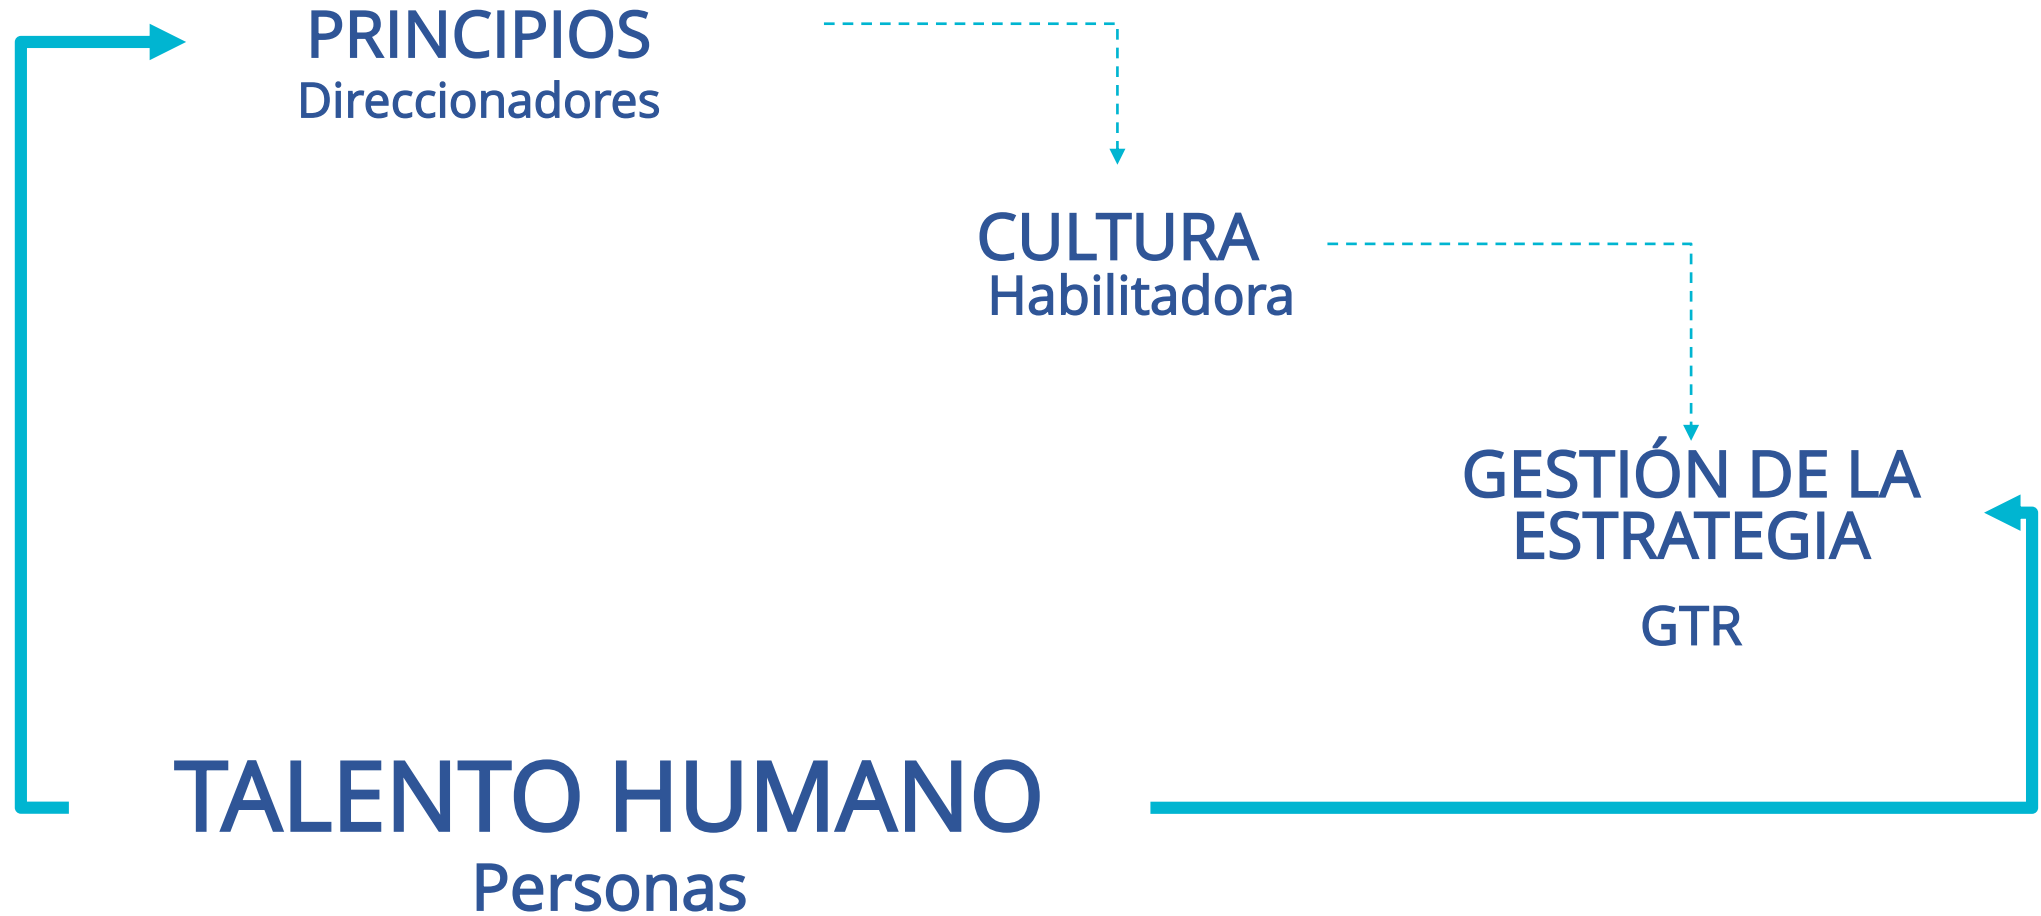 PRINCIPIOS
Direccionadores
CULTURA
Habilitadora
GESTIÓN DE LA
ESTRATEGIA
GTR
TALENTO HUMANO
Personas